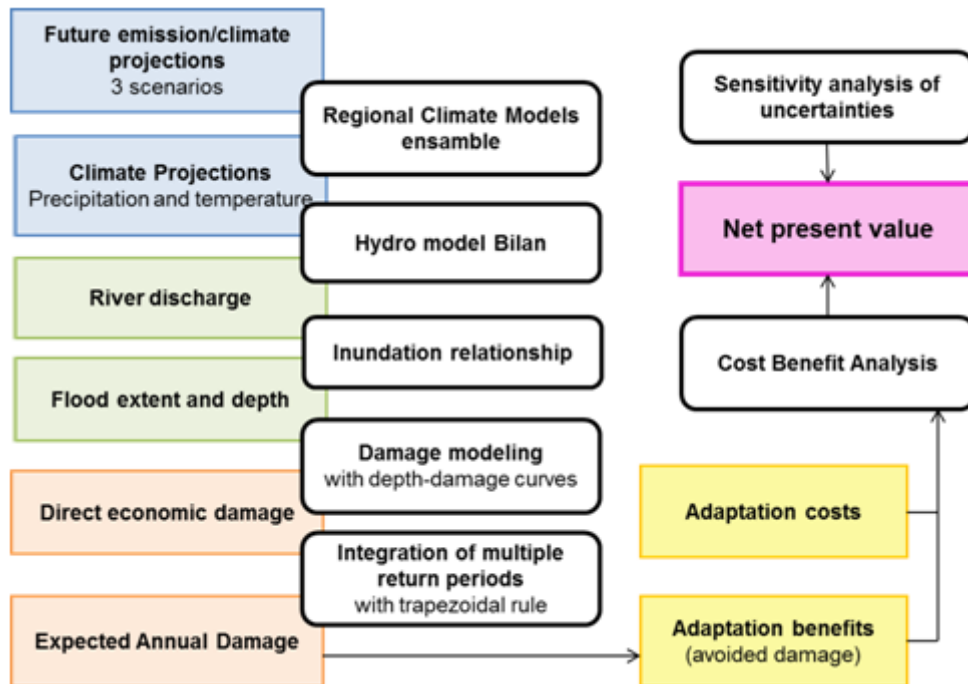 Future emission/climate
projections
3 scenarios
Regional Climate Models
ensamble
Climate Projections
Precipitation and temperature
Hydro model Bilan
River discharge
Inundation relationship
Flood extent and depth
Damage modeling
with depth-damage curves
Direct economic damage
Integration of multiple
return periods
with trapezoidal rule
Expected Annual Damage
Sensitivity analysis of
uncertainties
Net present value
Cost Benefit Analysis
Adaptation costs
Adaptation benefits
(avoided damage)